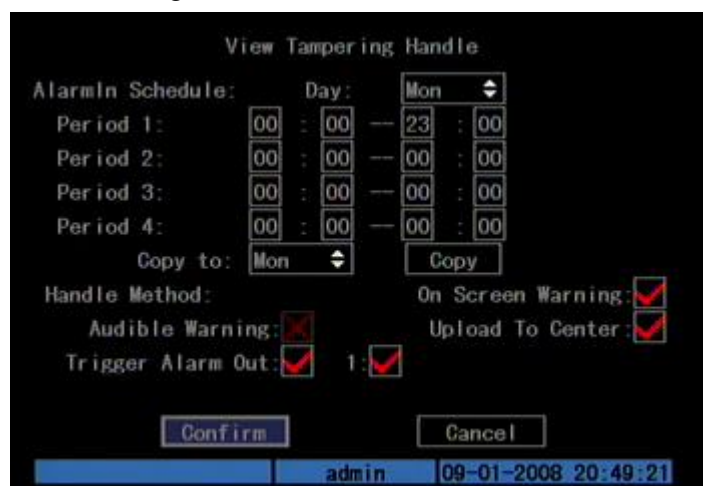 View Tampering Handle
AlarmIn Schedule: Day: Mon
Period 1: 00 : 00 — 23 : 00
Period 2: 00 : 00 — 00 : 00
Period 3: 00 : 00 — 00 : 00
Period 4: 00 : 00 — 00 : 00
Copy to: Mon Copy
Handle Method: On Screen Warning:
Audible Warning: Upload To Center:
Trigger Alarm Out: 1:
Confirm Cancel
admin 09-01-2008 20:49:21